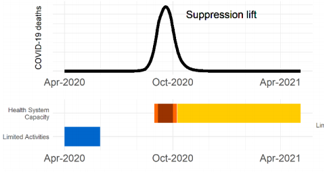 COVID-19 deaths
Suppression lift
Apr-2020 Oct-2020 Apr-2021
Health System
Capacity
Limited Activities
Apr-2020 Oct-2020 Apr-2021